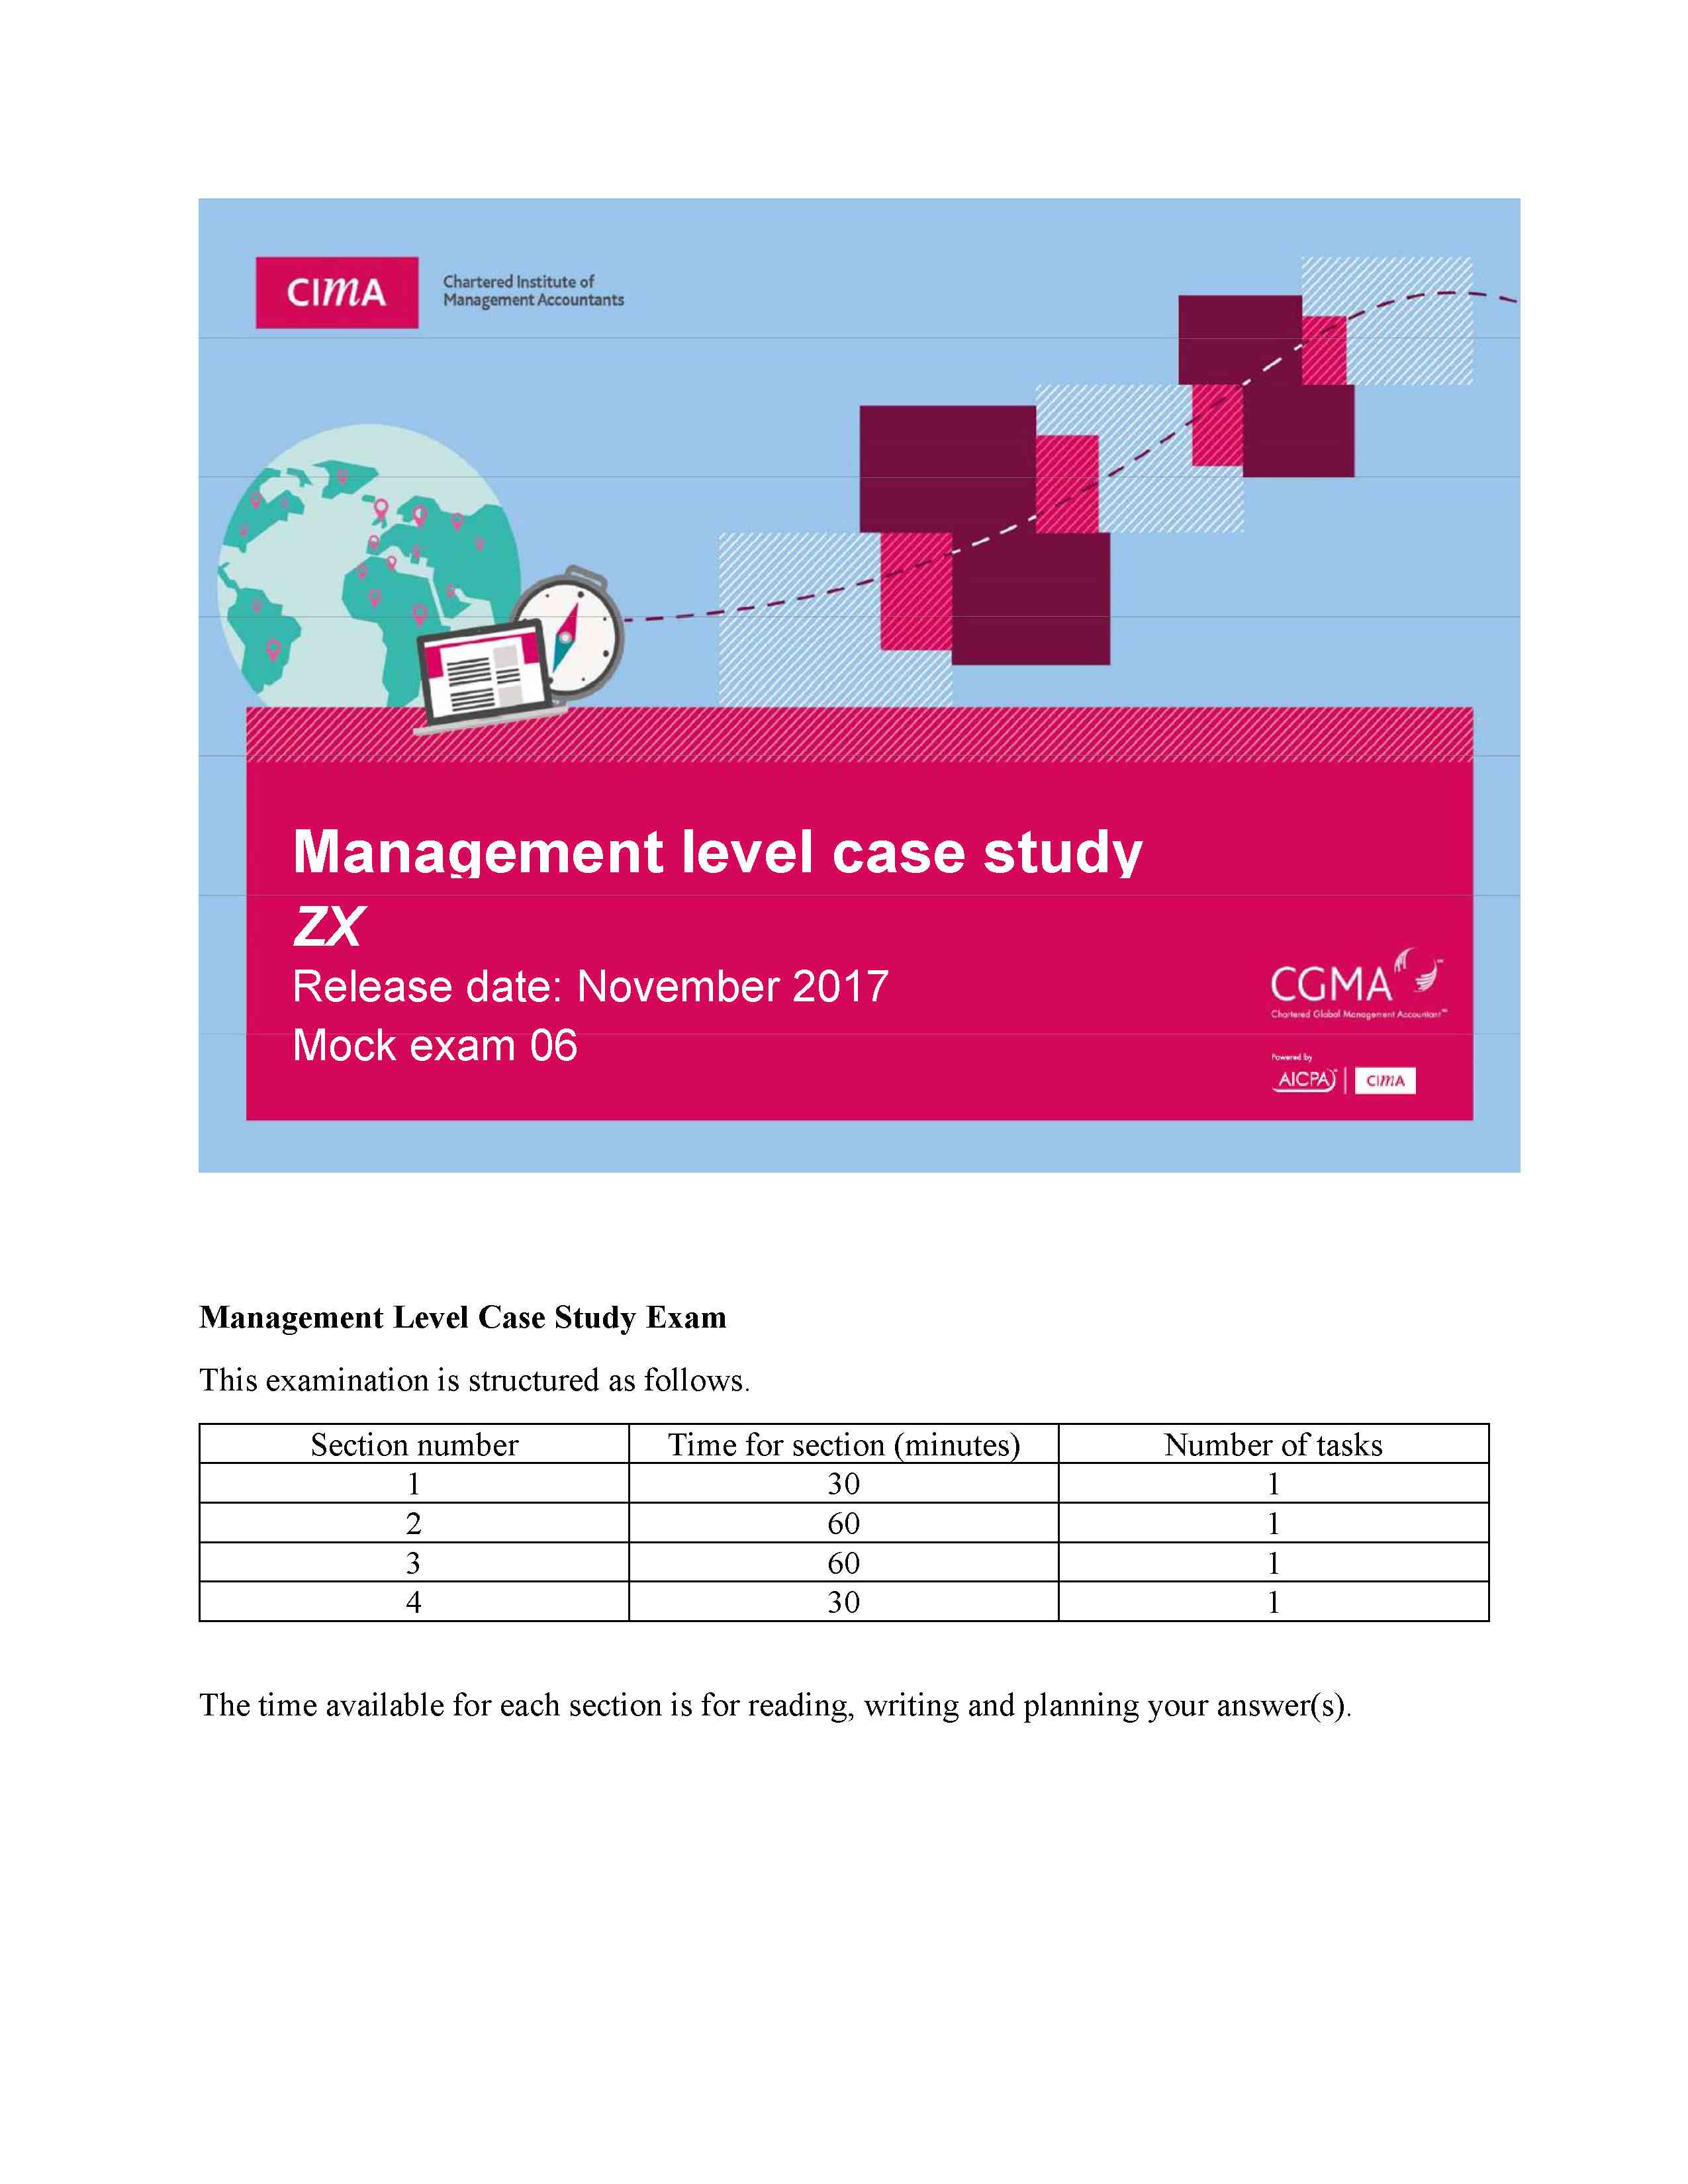 CIMA
Chartered Institute of
Management Accountants
Management level case study
ZX
Release date: November 2017
Mock exam 06
CGMA
Chartered Global Management Accountant
Powered by
AICPA
CIMA
Management Level Case Study Exam
This examination is structured as follows.
Section number Time for section (minutes) Number of tasks
1 30 1
2 60 1
3 60 1
4 30 1
The time available for each section is for reading, writing and planning your answer(s).